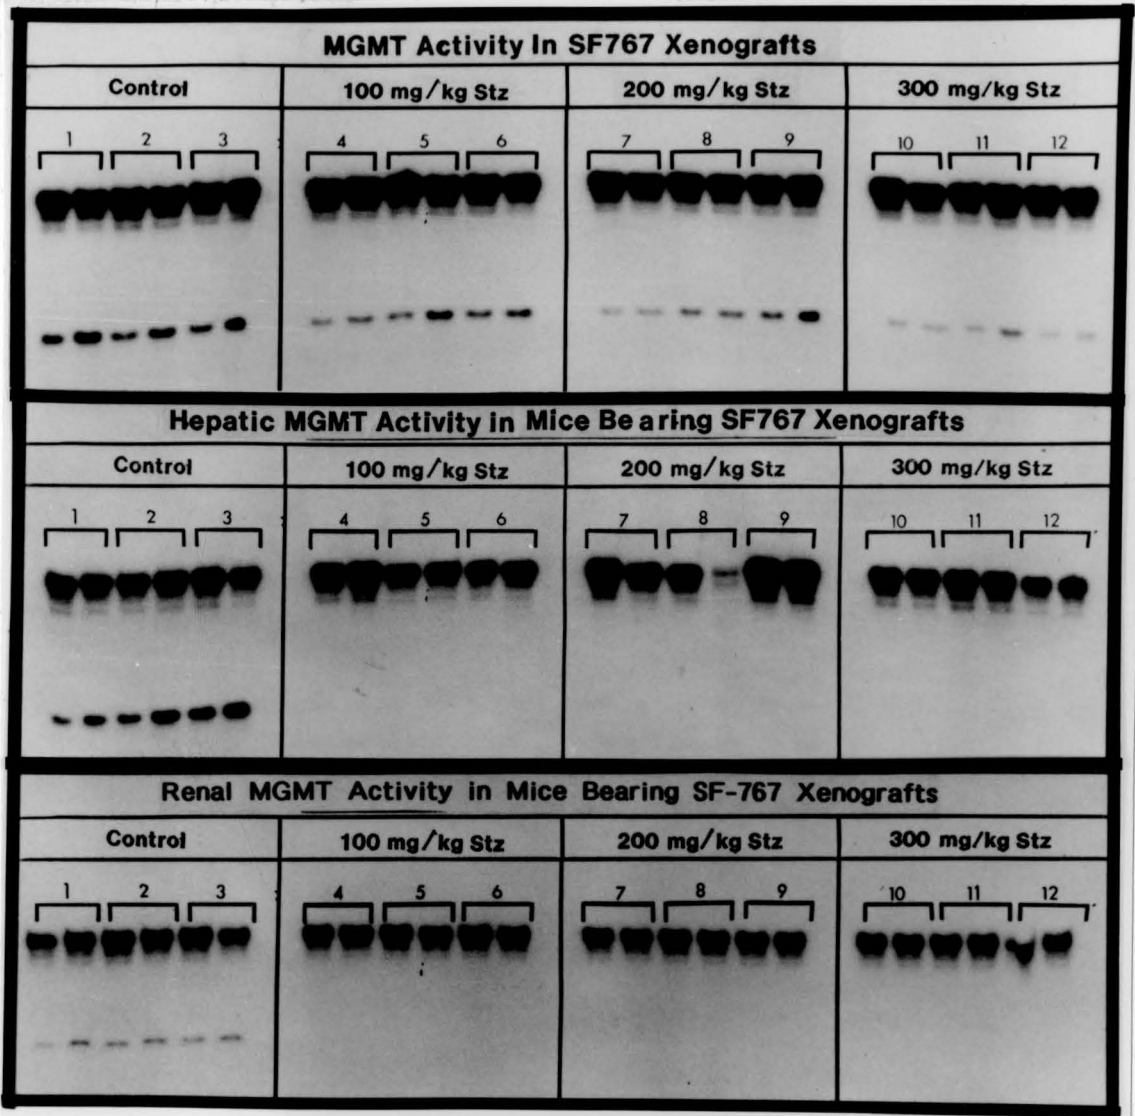 MGMT Activity In SF767 Xenografts
Control 100 mg/kg Stz 200 mg/kg Stz 300 mg/kg Stz
1 2 3 4 5 6 7 8 9 10 11 12
Hepatic MGMT Activity in Mice Bearing SF767 Xenografts
Control 100 mg/kg Stz 200 mg/kg Stz 300 mg/kg Stz
1 2 3 4 5 6 7 8 9 10 11 12
Renal MGMT Activity in Mice Bearing SF-767 Xenografts
Control 100 mg/kg Stz 200 mg/kg Stz 300 mg/kg Stz
1 2 3 4 5 6 7 8 9 10 11 12